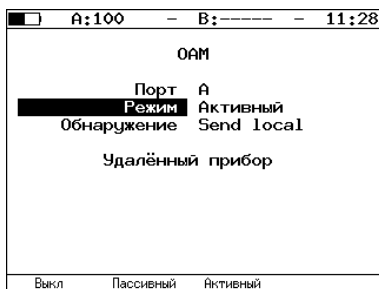 A:100 – B:----- – 11:28
OAM
Порт A
Режим Активный
Обнаружение Send local
Удалённый прибор
Выкл Пассивный Активный